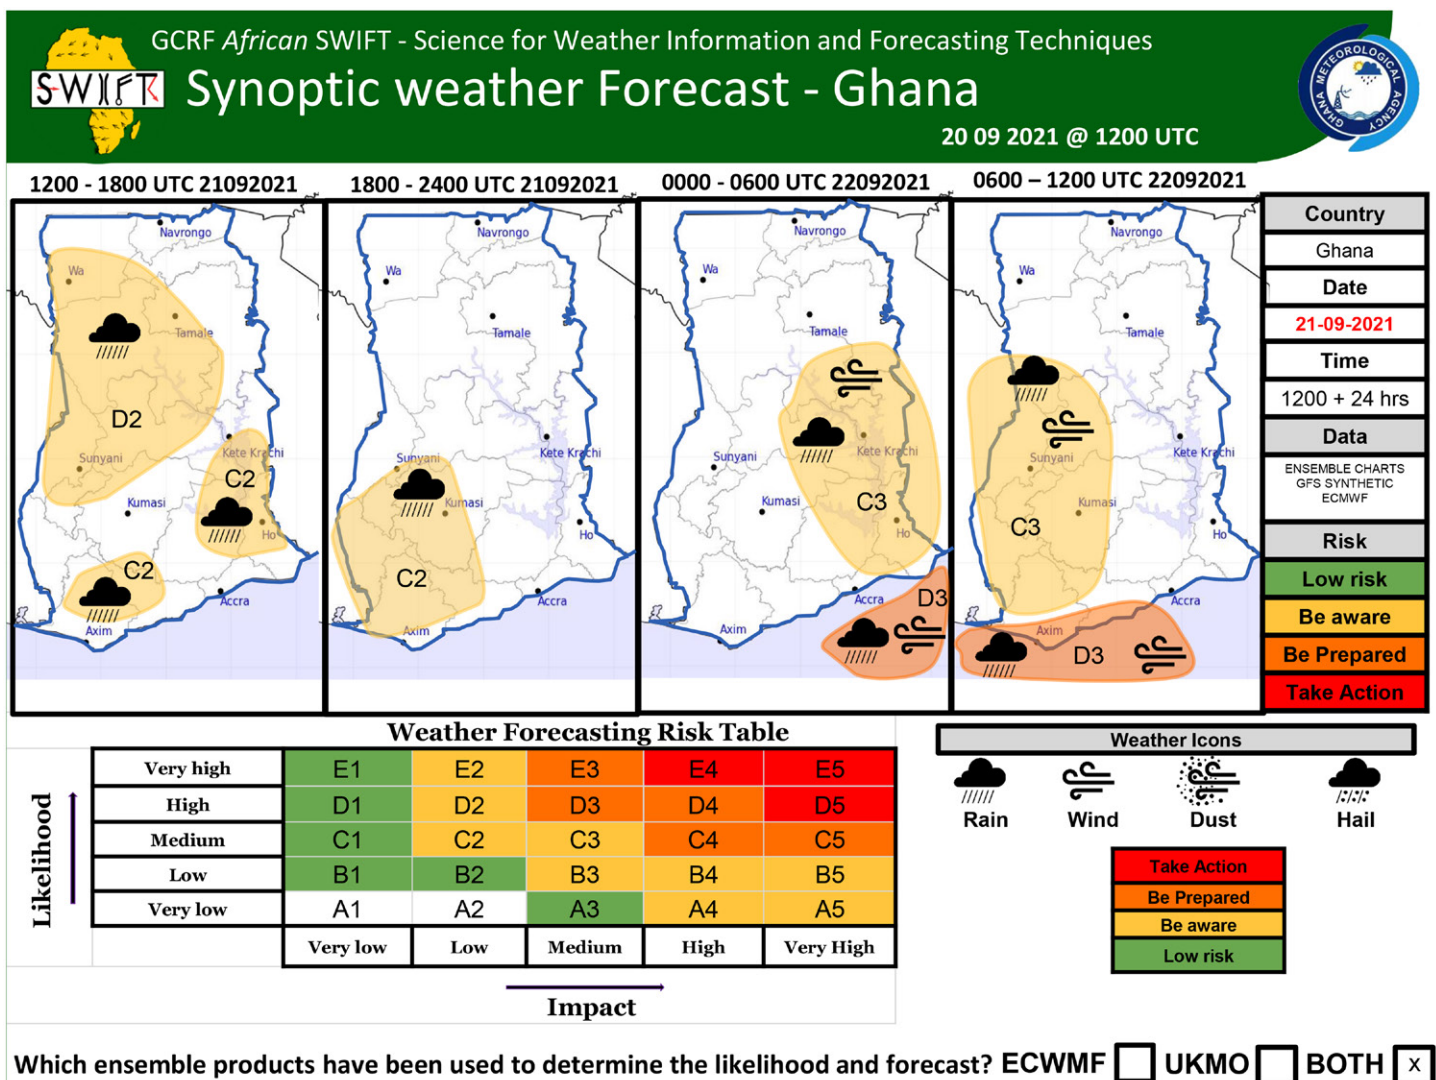 GCRF African SWIFT - Science for Weather Information and Forecasting Techniques
SWIFT
Synoptic weather Forecast - Ghana
20 09 2021 @ 1200 UTC
GHANA METEOROLOGICAL AGENCY
1200 - 1800 UTC 21092021
Navrongo
Wa
Tamale
D2
Kete Krachi
Sunyani
C2
Kumasi
Ho
C2
Accra
Axim
1800 - 2400 UTC 21092021
Navrongo
Wa
Tamale
Kete Krachi
Sunyani
Kumasi
Ho
C2
Accra
Axim
0000 - 0600 UTC 22092021
Navrongo
Wa
Tamale
Kete Krachi
Sunyani
Kumasi
C3
Ho
Accra
D3
Axim
0600 – 1200 UTC 22092021
Navrongo
Wa
Tamale
Kete Krachi
Sunyani
Kumasi
C3
Ho
Accra
Axim
D3
Country
Ghana
Date
21-09-2021
Time
1200 + 24 hrs
Data
ENSEMBLE CHARTS
GFS SYNTHETIC
ECMWF
Risk
Low risk
Be aware
Be Prepared
Take Action
Weather Forecasting Risk Table
Likelihood
Very high E1 E2 E3 E4 E5
High D1 D2 D3 D4 D5
Medium C1 C2 C3 C4 C5
Low B1 B2 B3 B4 B5
Very low A1 A2 A3 A4 A5
Very low Low Medium High Very High
Impact
Weather Icons
Rain Wind Dust Hail
Take Action
Be Prepared
Be aware
Low risk
Which ensemble products have been used to determine the likelihood and forecast? ECWMF UKMO BOTH X